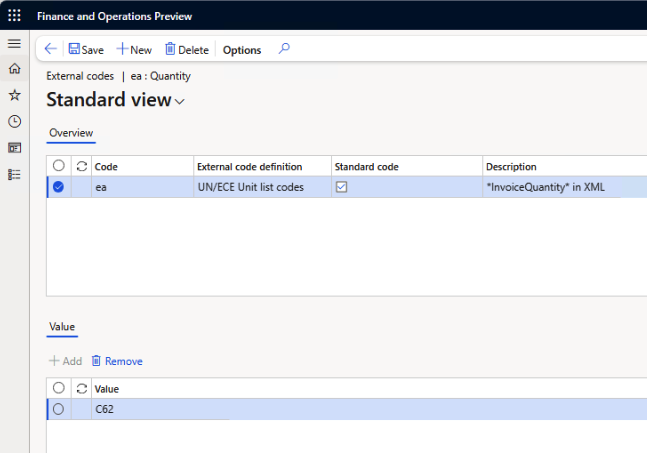 Finance and Operations Preview
Save New Delete Options
External codes | ea : Quantity
Standard view
Overview
Code External code definition Standard code Description
ea UN/ECE Unit list codes *InvoiceQuantity* in XML
Value
Add Remove
Value
C62